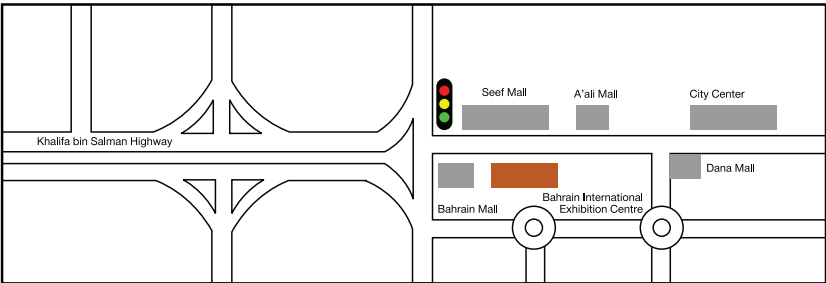 Seef Mall
A'ali Mall
City Center
Khalifa bin Salman Highway
Dana Mall
Bahrain Mall
Bahrain International
Exhibition Centre